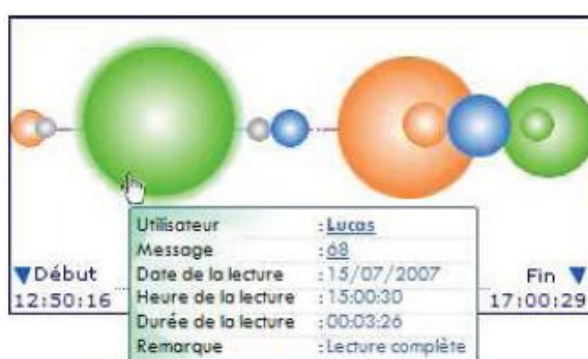 Utilisateur : Lucas
Message : 68
Date de la lecture : 15/07/2007
Heure de la lecture : 15:00:30
Durée de la lecture : 00:03:26
Remarque : Lecture complète
Début
12:50:16
Fin
17:00:29